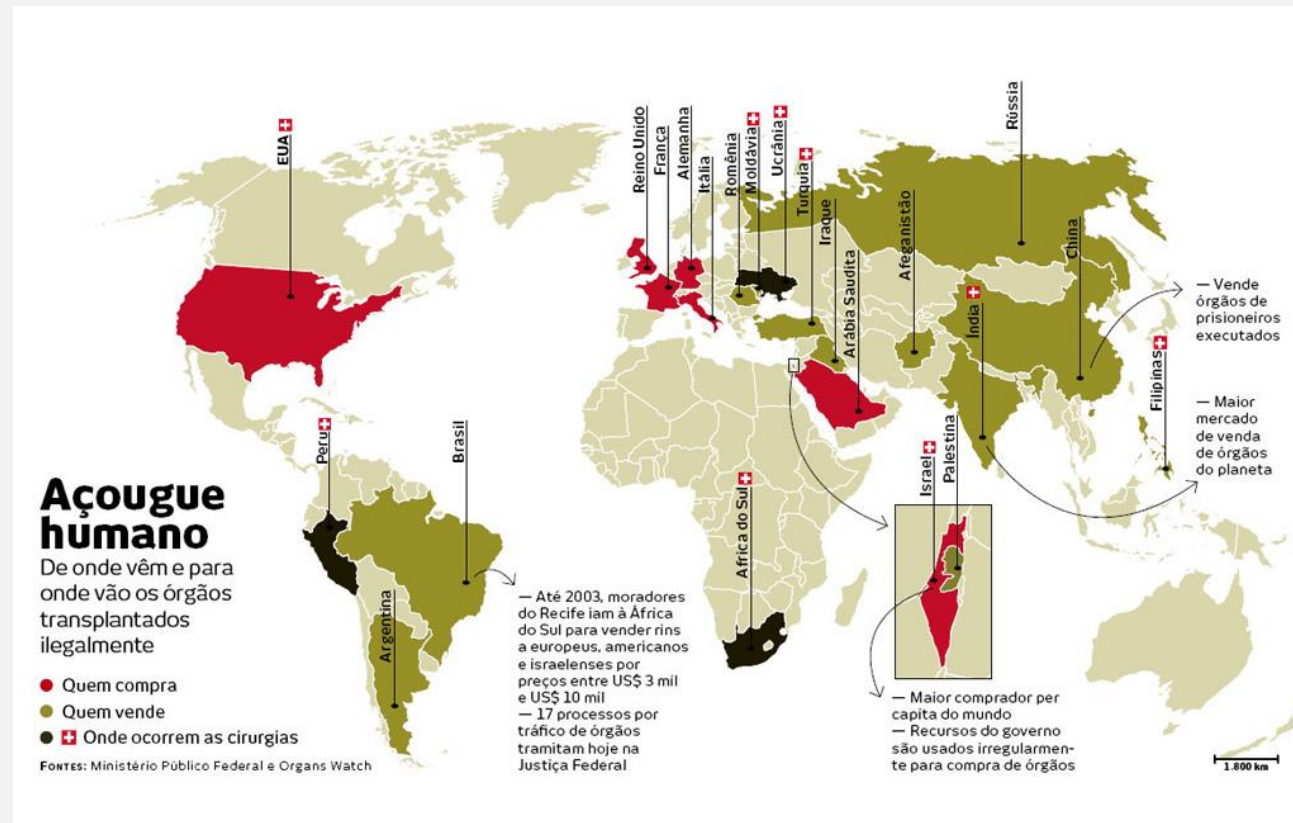 Açougue
humano
De onde vêm e para
onde vão os órgãos
transplantados
ilegalmente
Quem compra
Quem vende
Onde ocorrem as cirurgias
FONTES: Ministério Público Federal e Organs Watch
EUA
Peru
Brasil
Argentina
— Até 2003, moradores
do Recife iam à África
do Sul para vender rins
a europeus, americanos
e israelenses por
preços entre US$ 3 mil
e US$ 10 mil
— 17 processos por
tráfico de órgãos
tramitam hoje na
Justiça Federal
Reino Unido
França
Alemanha
Itália
Romênia
Moldávia
Ucrânia
Turquia
Iraque
Arábia Saudita
Afeganistão
Rússia
Índia
China
Filipinas
África do Sul
Israel
Palestina
— Vende
órgãos de
prisioneiros
executados
— Maior
mercado
de venda
de órgãos
do planeta
— Maior comprador per
capita do mundo
— Recursos do governo
são usados irregularmen-
te para compra de órgãos
1.800 km